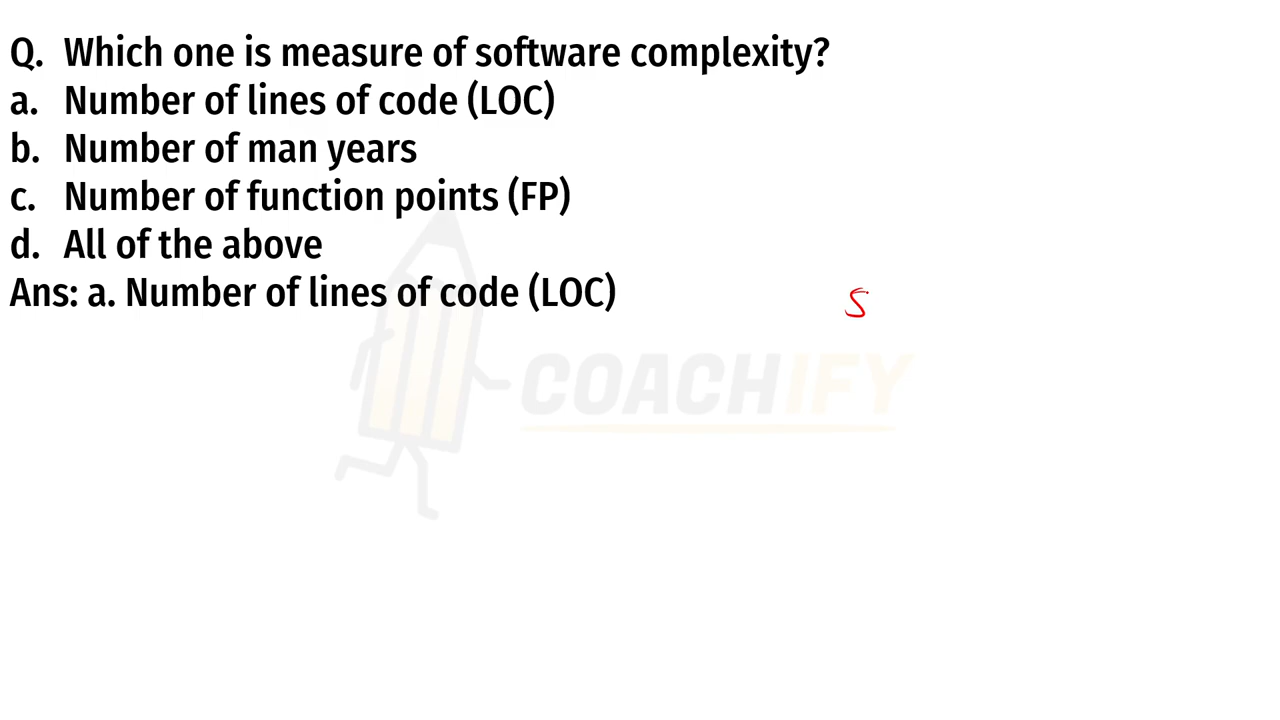 Q. Which one is measure of software complexity?
a. Number of lines of code (LOC)
b. Number of man years
c. Number of function points (FP)
d. All of the above
Ans: a. Number of lines of code (LOC)
S
COACHIFY